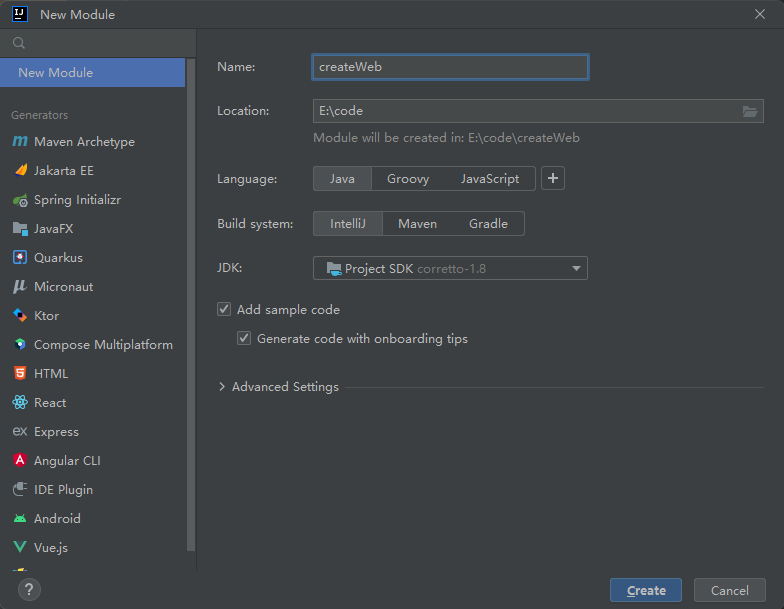 New Module
New Module
Generators
Maven Archetype
Jakarta EE
Spring Initializr
JavaFX
Quarkus
Micronaut
Ktor
Compose Multiplatform
HTML
React
ex Express
Angular CLI
IDE Plugin
Android
Vue.js
?
Name: createWeb
Location: E:\code
Module will be created in: E:\code\createWeb
Language: Java Groovy JavaScript +
Build system: IntelliJ Maven Gradle
JDK: Project SDK corretto-1.8
Add sample code
Generate code with onboarding tips
Advanced Settings
Create Cancel